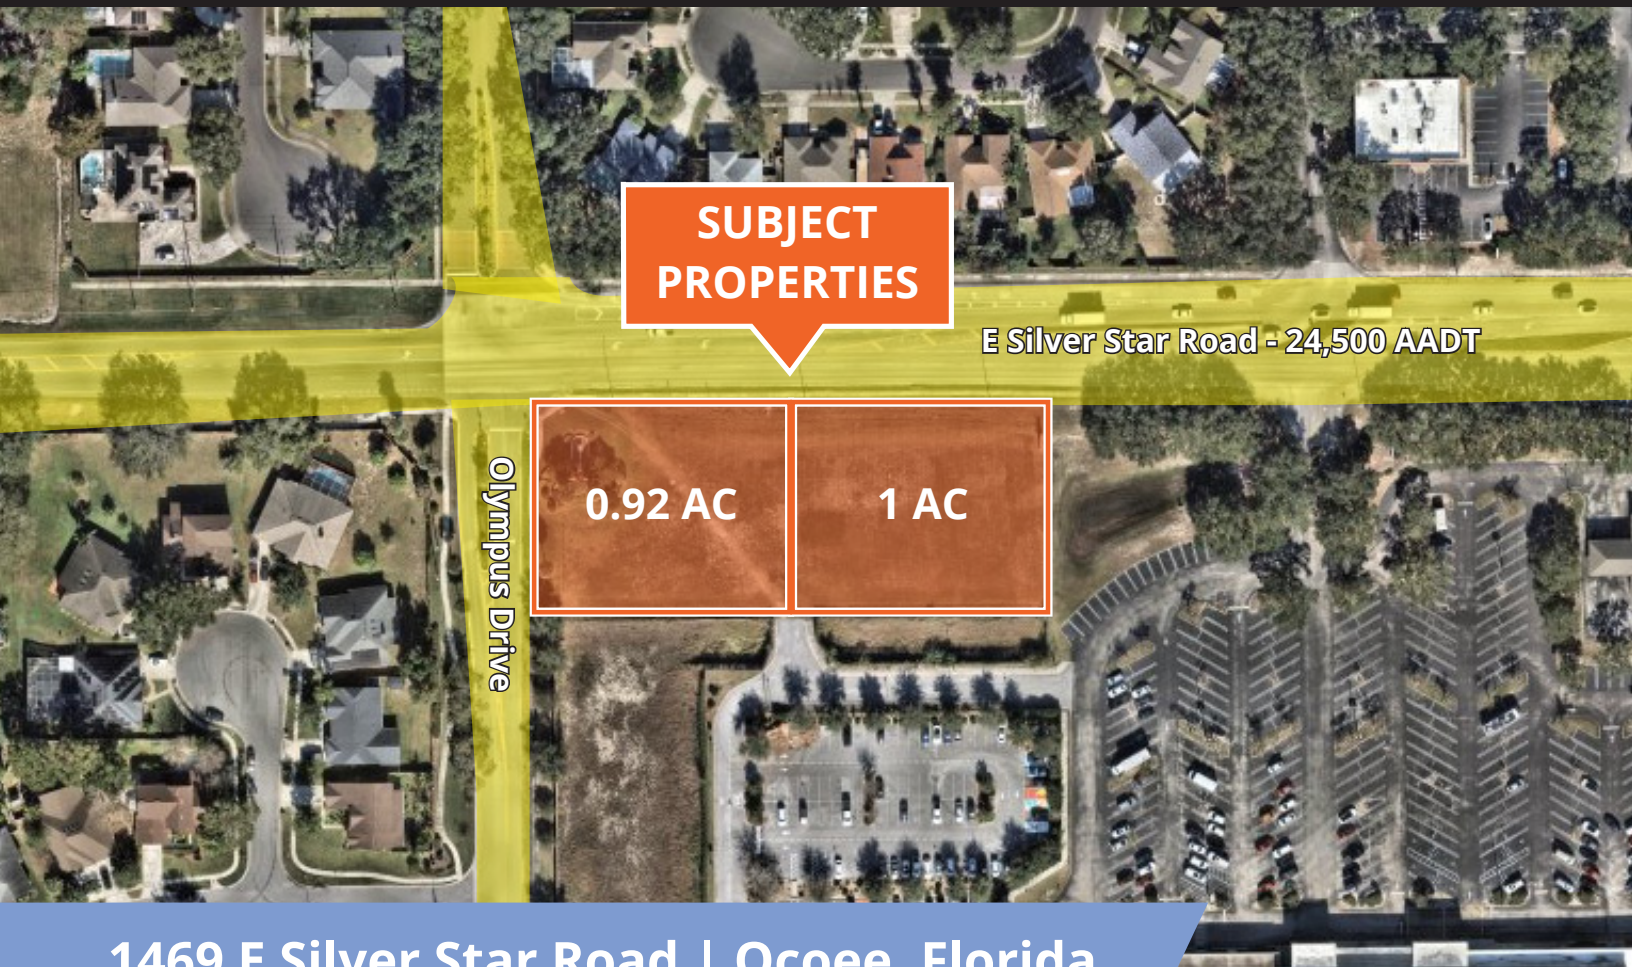 SUBJECT
PROPERTIES
E Silver Star Road - 24,500 AADT
0.92 AC
1 AC
Olympus Drive
1469 E Silver Star Road | Ocoee, Florida